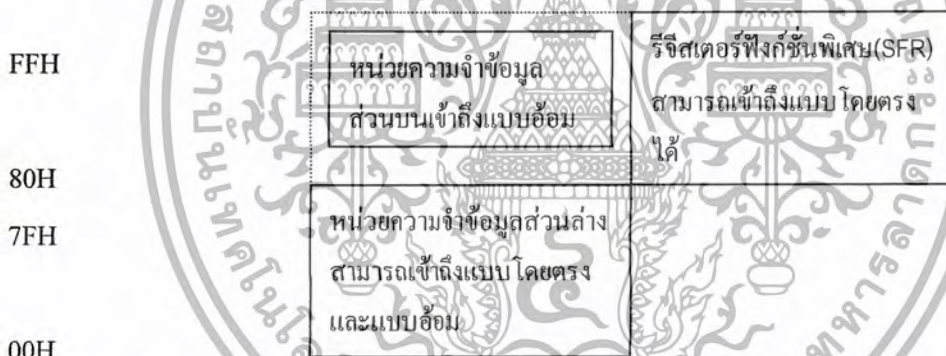 FFH
หน่วยความจำข้อมูล
ส่วนบนเข้าถึงแบบอ้อม
รีจิสเตอร์ฟังก์ชันพิเศษ(SFR)
สามารถเข้าถึงแบบโดยตรง
ได้
80H
7FH
หน่วยความจำข้อมูลส่วนล่าง
สามารถเข้าถึงแบบโดยตรง
และแบบอ้อม
00H